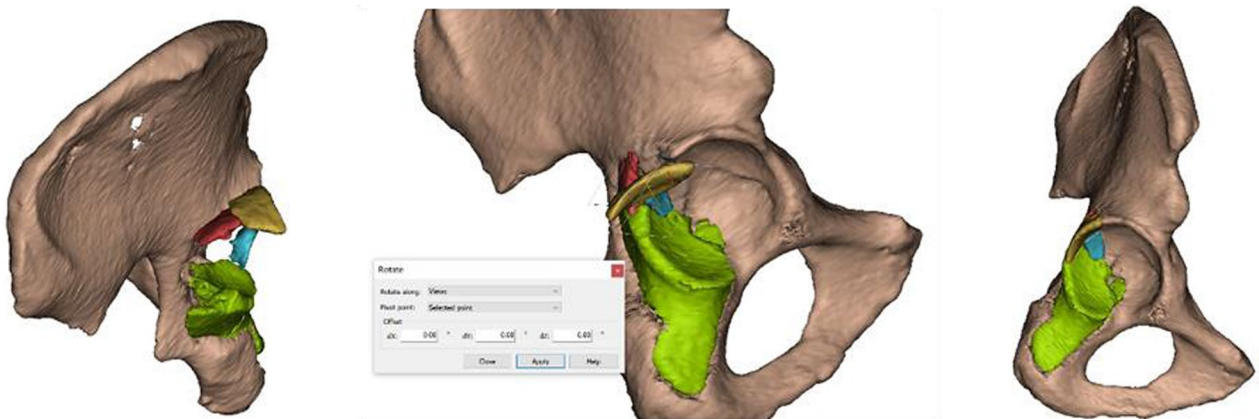 Rotate
Rotate along: Views
Pivot point: Selected point
Offset
dX: 0.00 ° dY: 0.00 ° dZ: 0.00 °
Close Apply Help